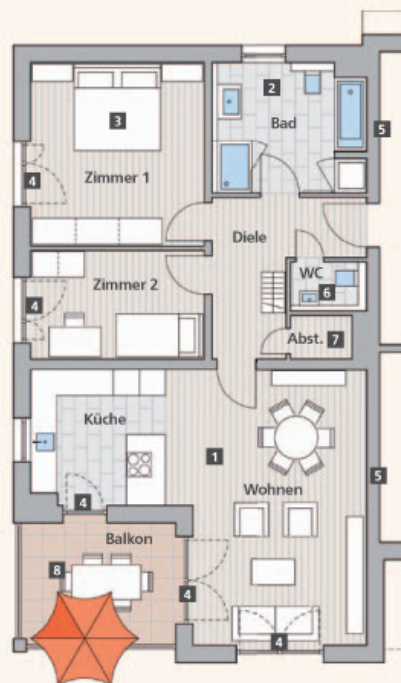 2
Bad
3
5
Zimmer 1
4
Diele
Zimmer 2
WC
6
4
Abst. 7
Küche
1
Wohnen
5
4
Balkon
8
4
4